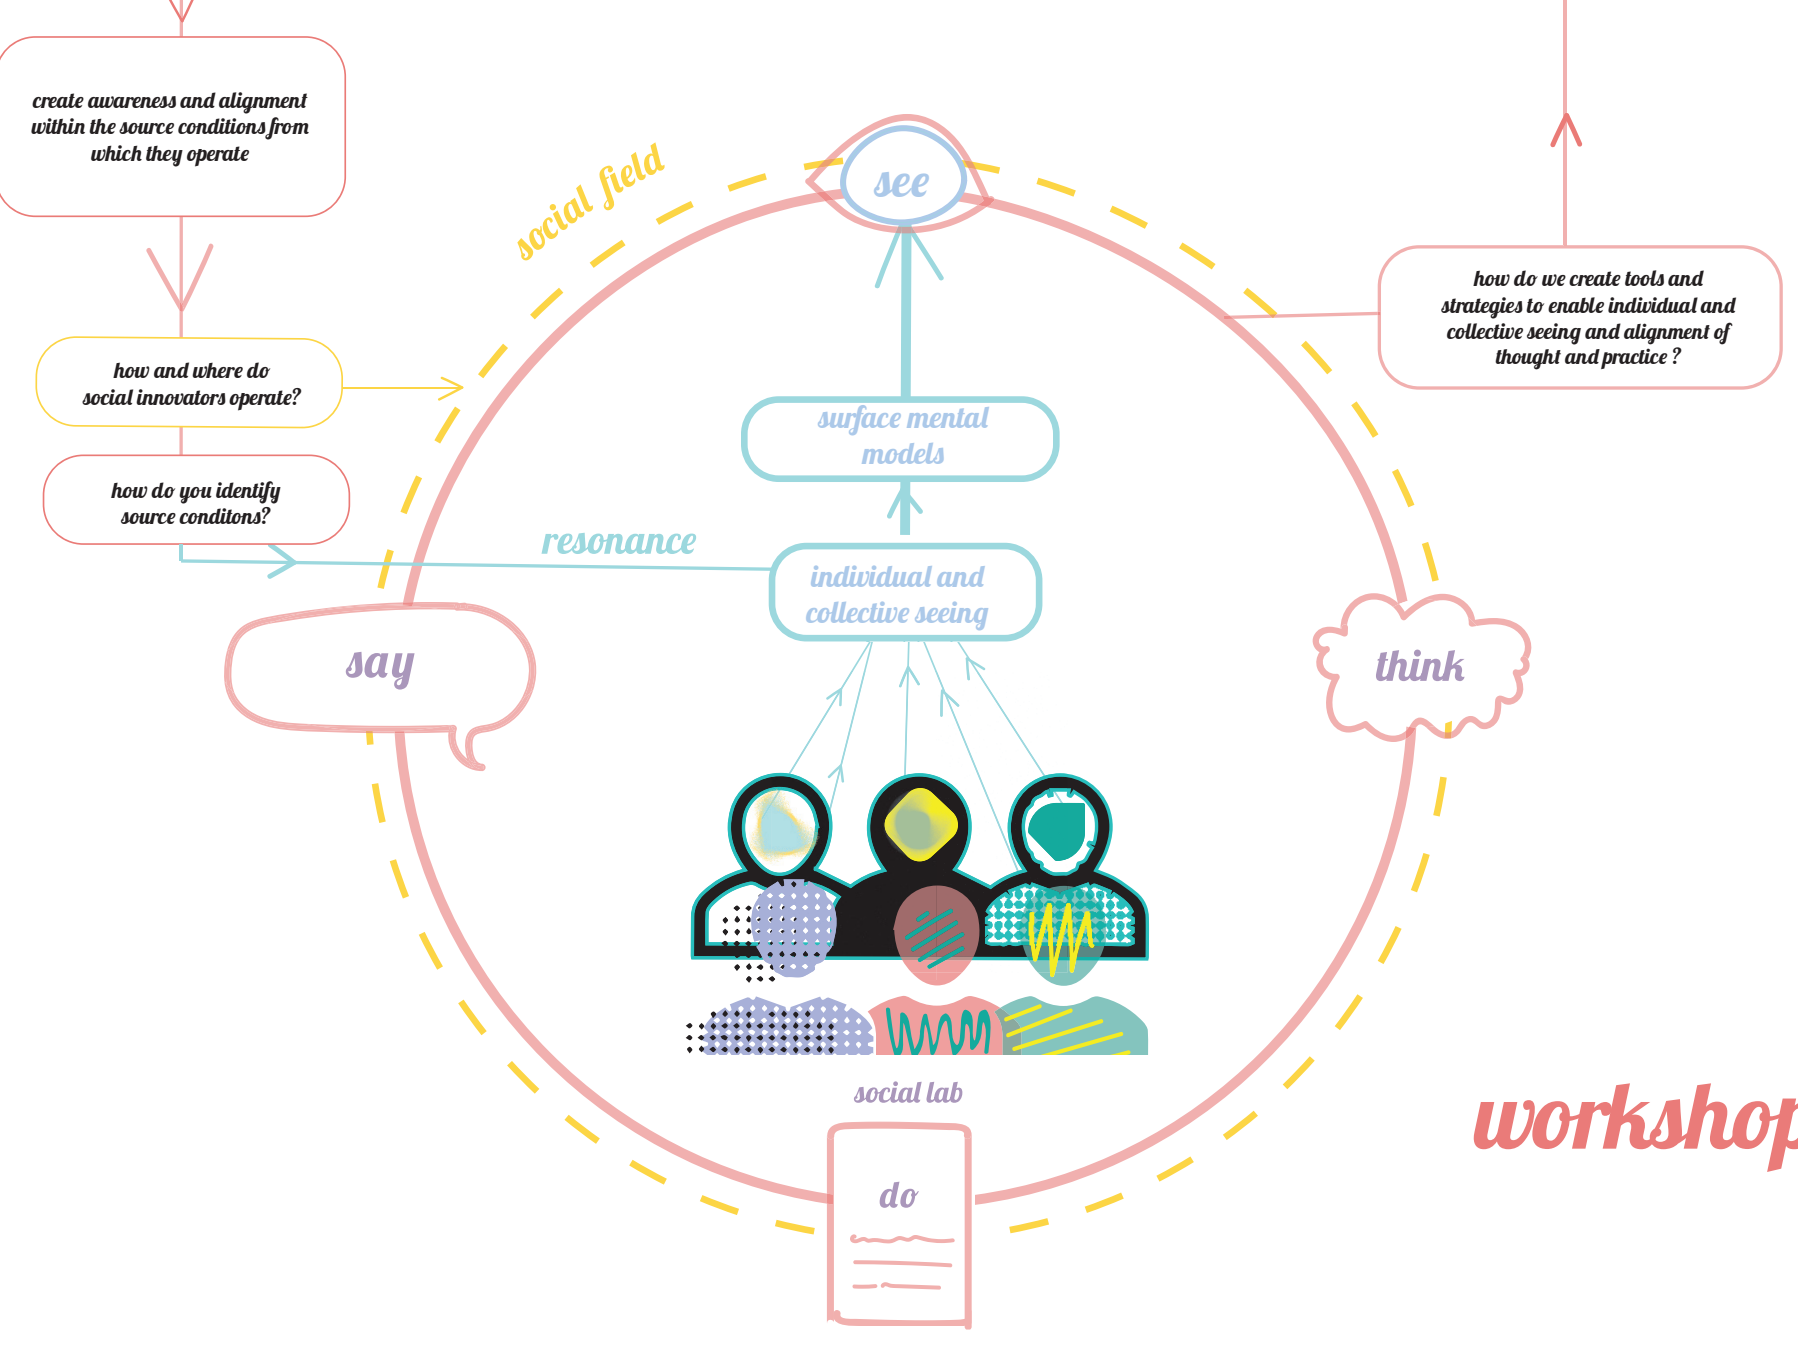 create awareness and alignment
within the source conditions from
which they operate
how and where do
social innovators operate?
how do you identify
source conditons?
social field
see
how do we create tools and
strategies to enable individual and
collective seeing and alignment of
thought and practice ?
surface mental
models
resonance
individual and
collective seeing
say
think
social lab
do
workshop